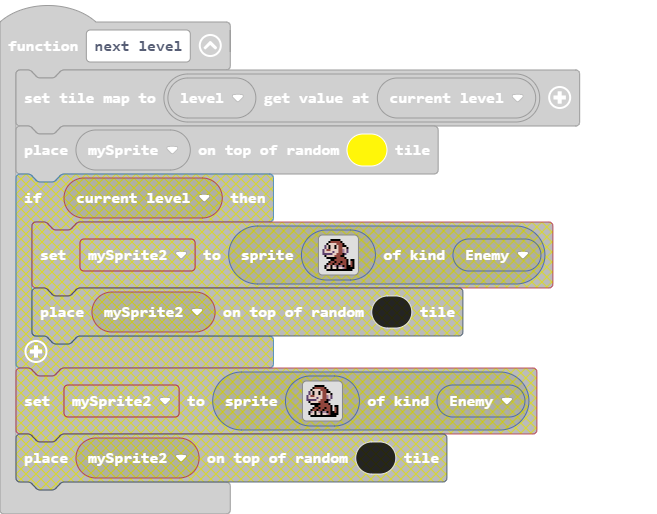 function next level
set tile map to level get value at current level
place mySprite on top of random tile
if current level then
set mySprite2 to sprite of kind Enemy
place mySprite2 on top of random tile
set mySprite2 to sprite of kind Enemy
place mySprite2 on top of random tile